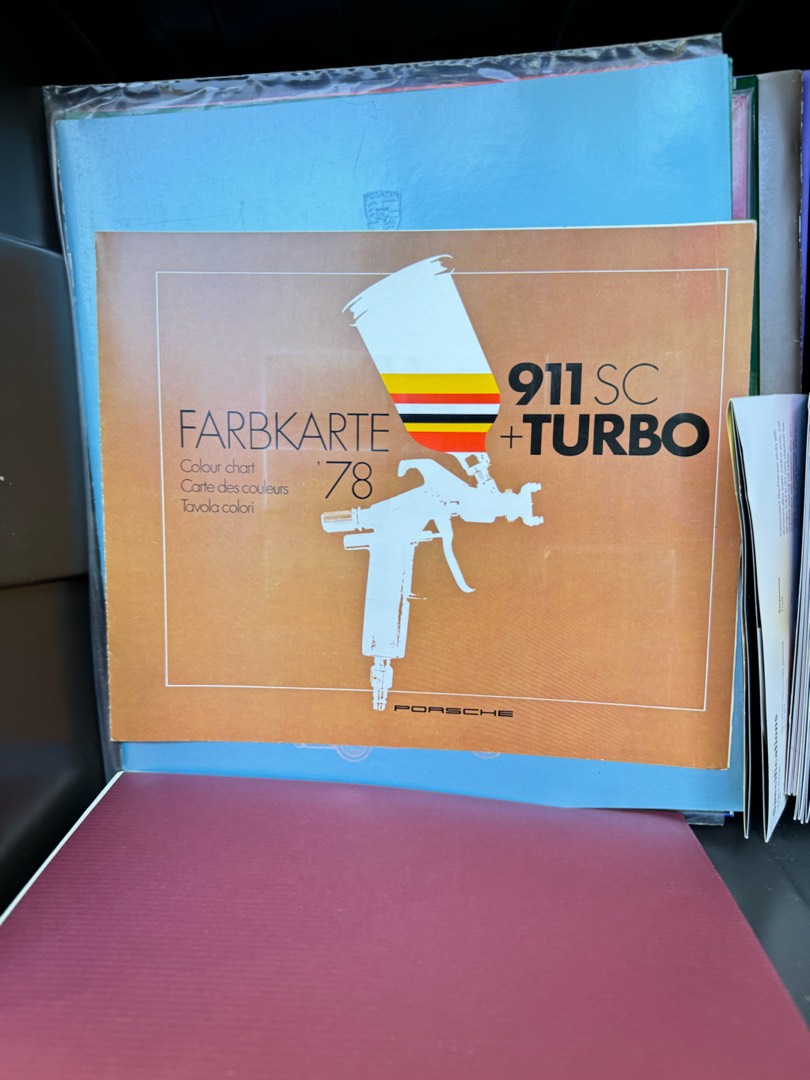 FARBKARTE
'78
Colour chart
Carte des couleurs
Tavola colori
911 SC
+TURBO
PORSCHE